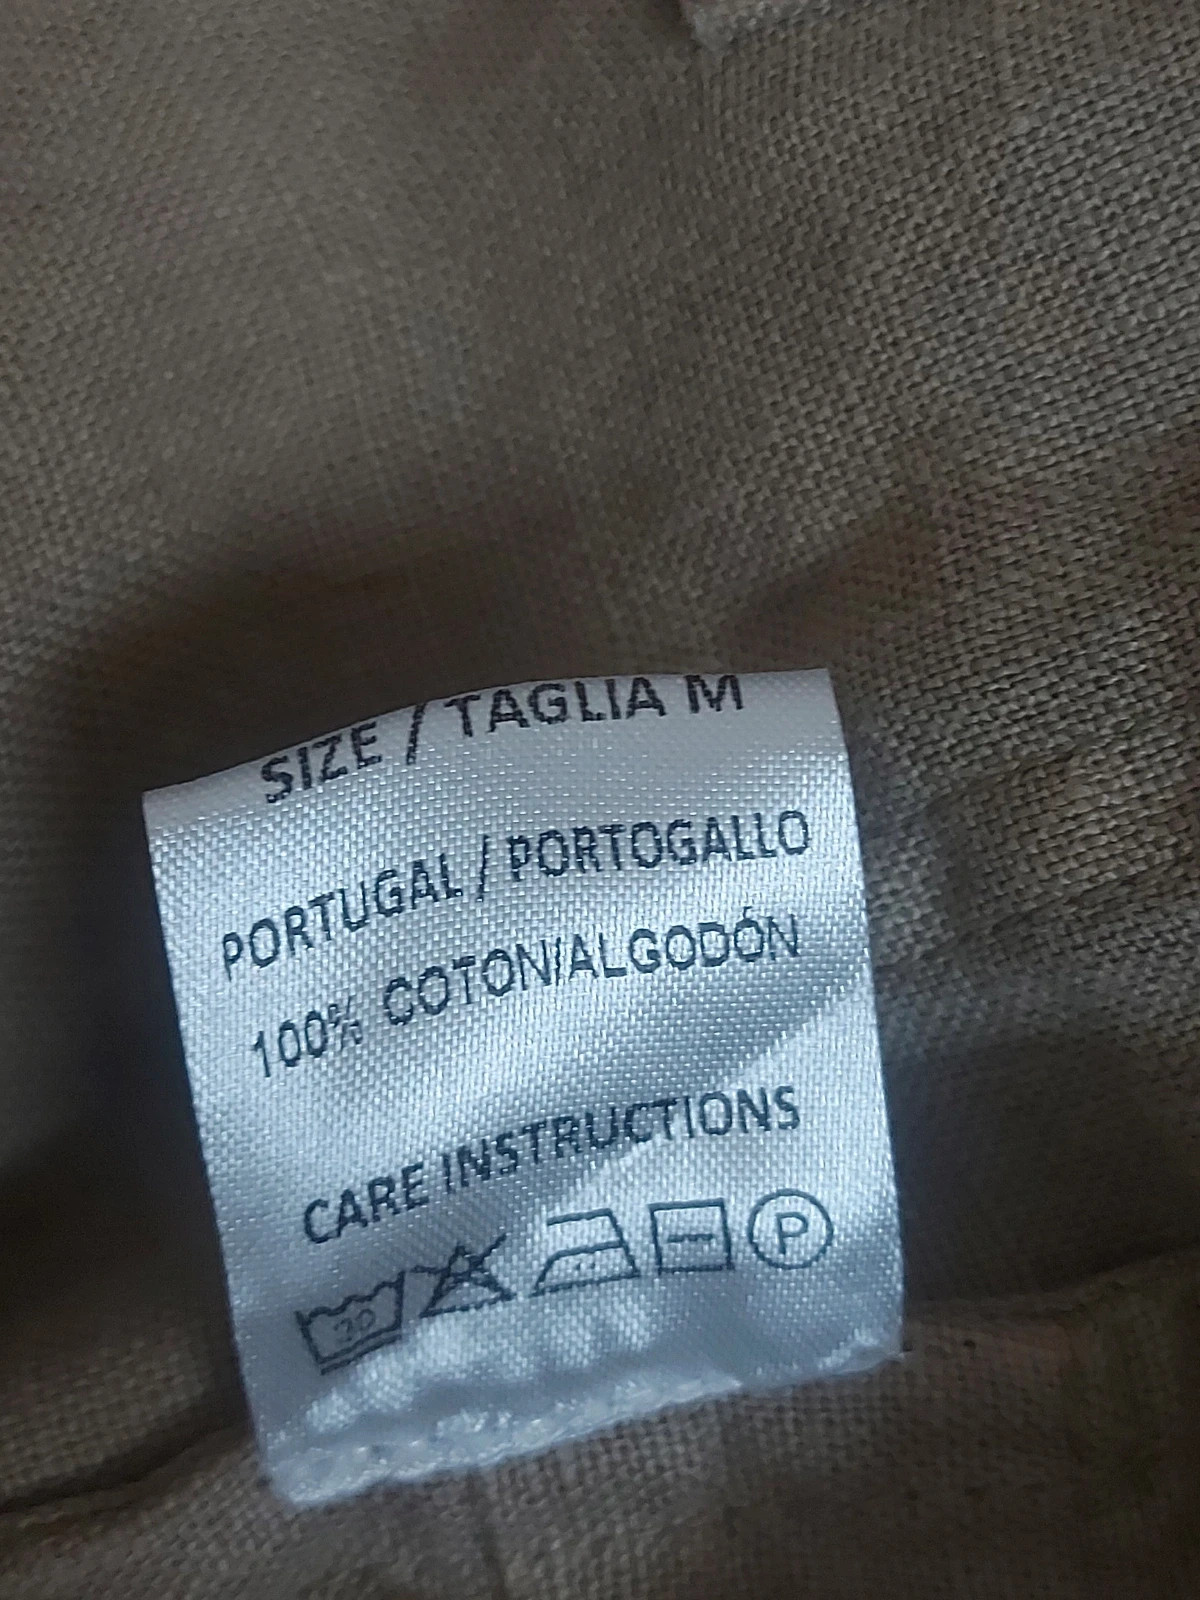 SIZE / TAGLIA M
PORTUGAL / PORTOGALLO
100% COTON/ALGODÓN
CARE INSTRUCTIONS
30 P